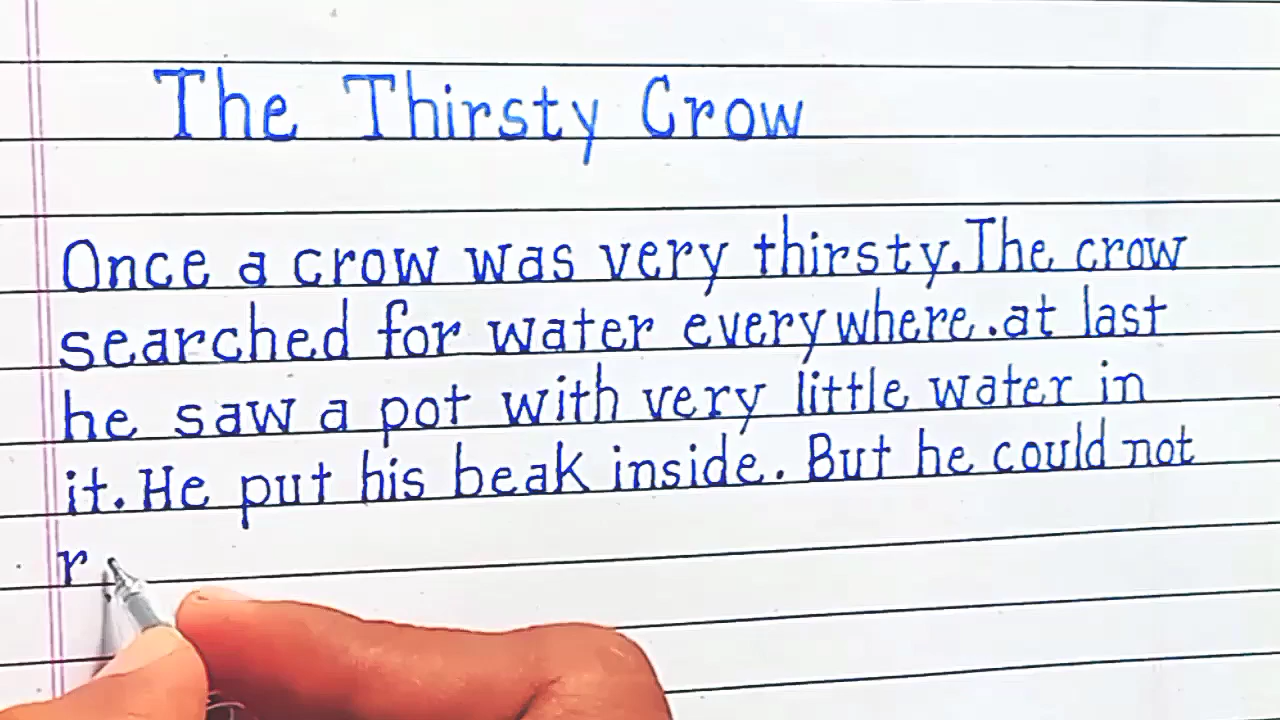 The Thirsty Crow
Once a crow was very thirsty. The crow
searched for water everywhere. at last
he saw a pot with very little water in
it. He put his beak inside. But he could not
r